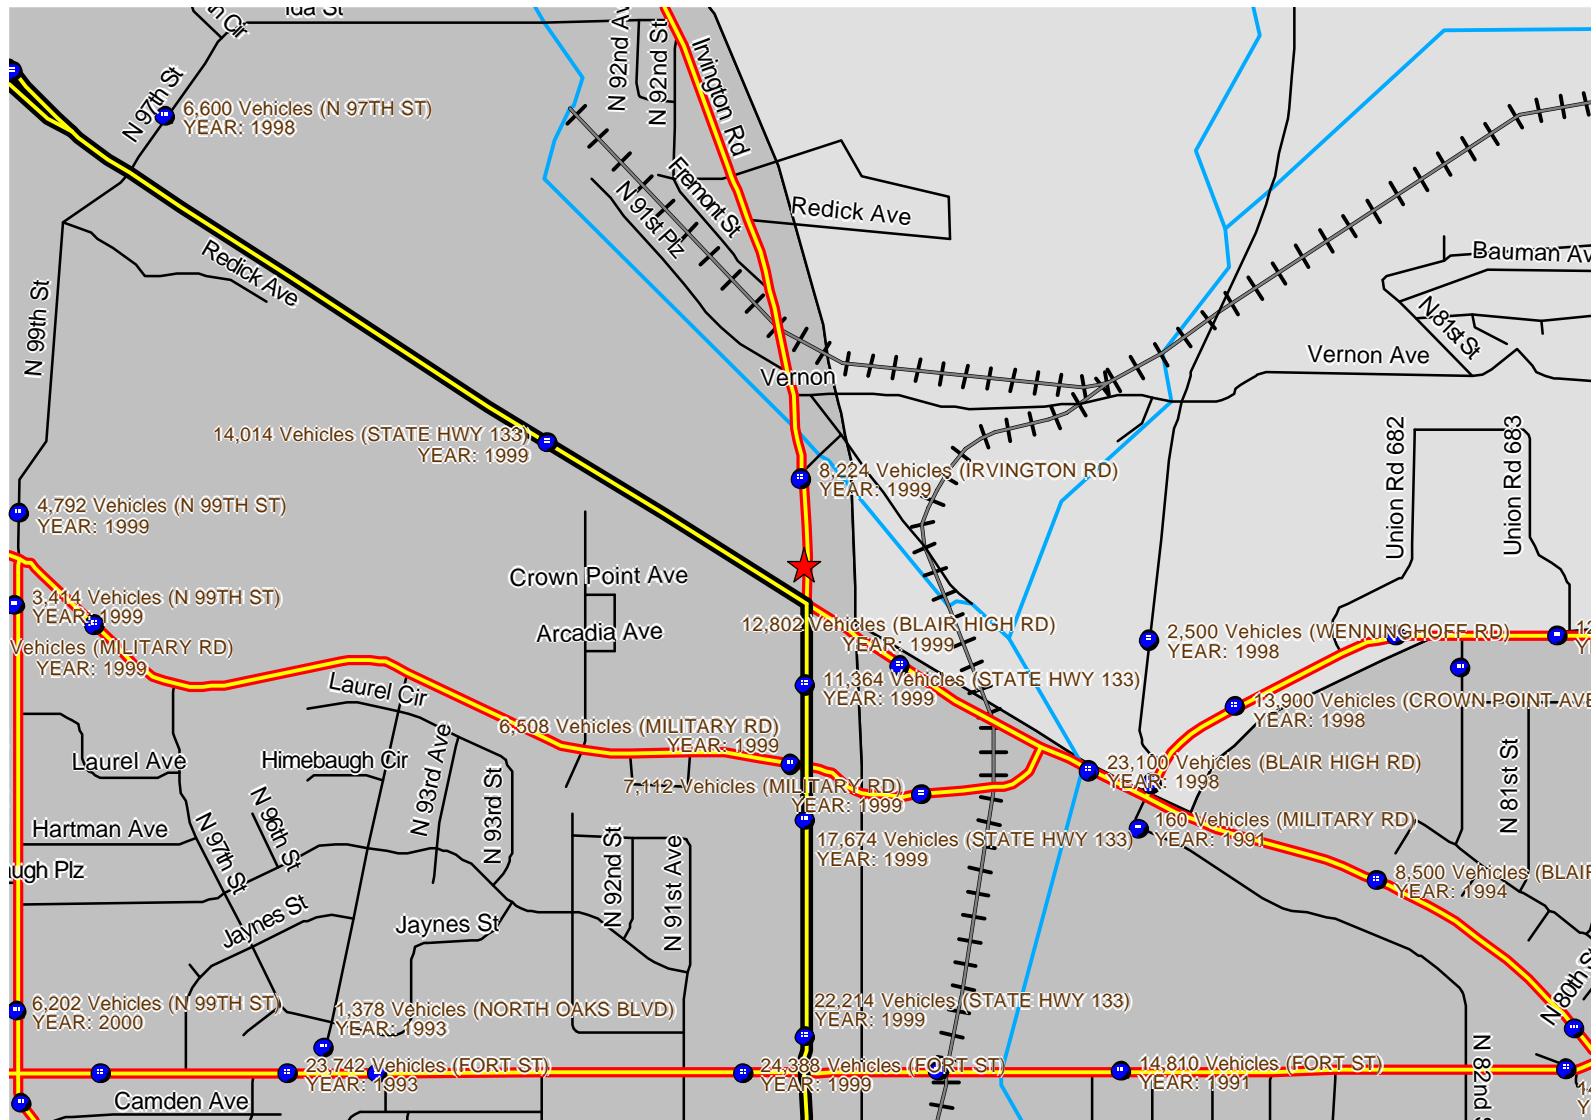 Ida St
Cir
N 97th St
6,600 Vehicles (N 97TH ST)
YEAR: 1998
N 92nd Av
N 92nd St
Irvington Rd
Fremont St
N 91st Plz
Redick Ave
Redick Ave
Bauman Av
N 81st St
Vernon Ave
N 99th St
Vernon
14,014 Vehicles (STATE HWY 133)
YEAR: 1999
8,224 Vehicles (IRVINGTON RD)
YEAR: 1999
Union Rd 682
Union Rd 683
4,792 Vehicles (N 99TH ST)
YEAR: 1999
Crown Point Ave
3,414 Vehicles (N 99TH ST)
YEAR: 1999
Arcadia Ave
12,802 Vehicles (BLAIR HIGH RD)
YEAR: 1999
2,500 Vehicles (WENNINGHOFF RD)
YEAR: 1998
12
Vehicles (MILITARY RD)
YEAR: 1999
11,364 Vehicles (STATE HWY 133)
YEAR: 1999
Laurel Cir
13,900 Vehicles (CROWN POINT AVE
YEAR: 1998
6,508 Vehicles (MILITARY RD)
YEAR: 1999
Laurel Ave
Himebaugh Cir
N 93rd Ave
N 93rd St
23,100 Vehicles (BLAIR HIGH RD)
YEAR: 1998
7,112 Vehicles (MILITARY RD)
YEAR: 1999
N 81st St
Hartman Ave
N 97th St
N 96th St
160 Vehicles (MILITARY RD)
YEAR: 1991
17,674 Vehicles (STATE HWY 133)
YEAR: 1999
augh Plz
8,500 Vehicles (BLAIR
YEAR: 1994
N 92nd St
N 91st Ave
Jaynes St
Jaynes St
N 80th St
6,202 Vehicles (N 99TH ST)
YEAR: 2000
1,378 Vehicles (NORTH OAKS BLVD)
YEAR: 1993
22,214 Vehicles (STATE HWY 133)
YEAR: 1999
23,742 Vehicles (FORT ST)
YEAR: 1993
24,388 Vehicles (FORT ST)
YEAR: 1999
14,810 Vehicles (FORT ST)
YEAR: 1991
N 82nd S
14
Camden Ave